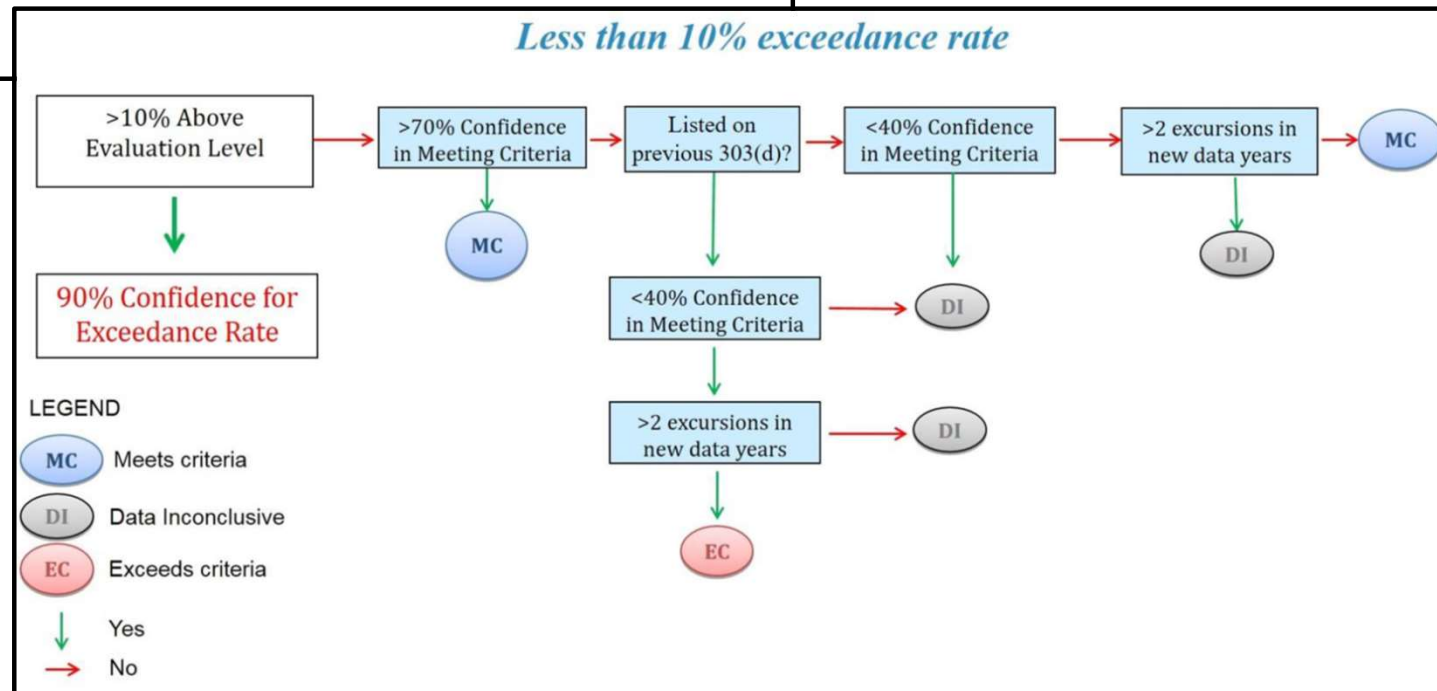 Less than 10% exceedance rate
>10% Above
Evaluation Level
>70% Confidence
in Meeting Criteria
Listed on
previous 303(d)?
<40% Confidence
in Meeting Criteria
>2 excursions in
new data years
MC
MC
DI
90% Confidence for
Exceedance Rate
<40% Confidence
in Meeting Criteria
DI
>2 excursions in
new data years
DI
EC
LEGEND
MC Meets criteria
DI Data Inconclusive
EC Exceeds criteria
Yes
No